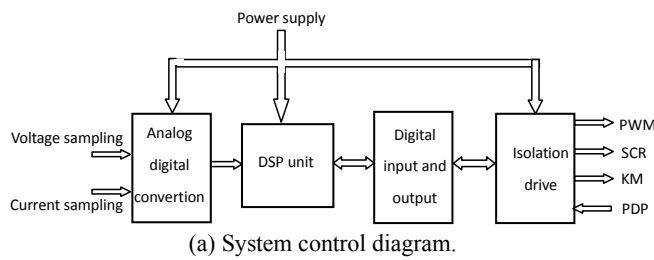 Power supply
Voltage sampling
Current sampling
Analog
digital
convertion
DSP unit
Digital
input and
output
Isolation
drive
PWM
SCR
KM
PDP
(a) System control diagram.